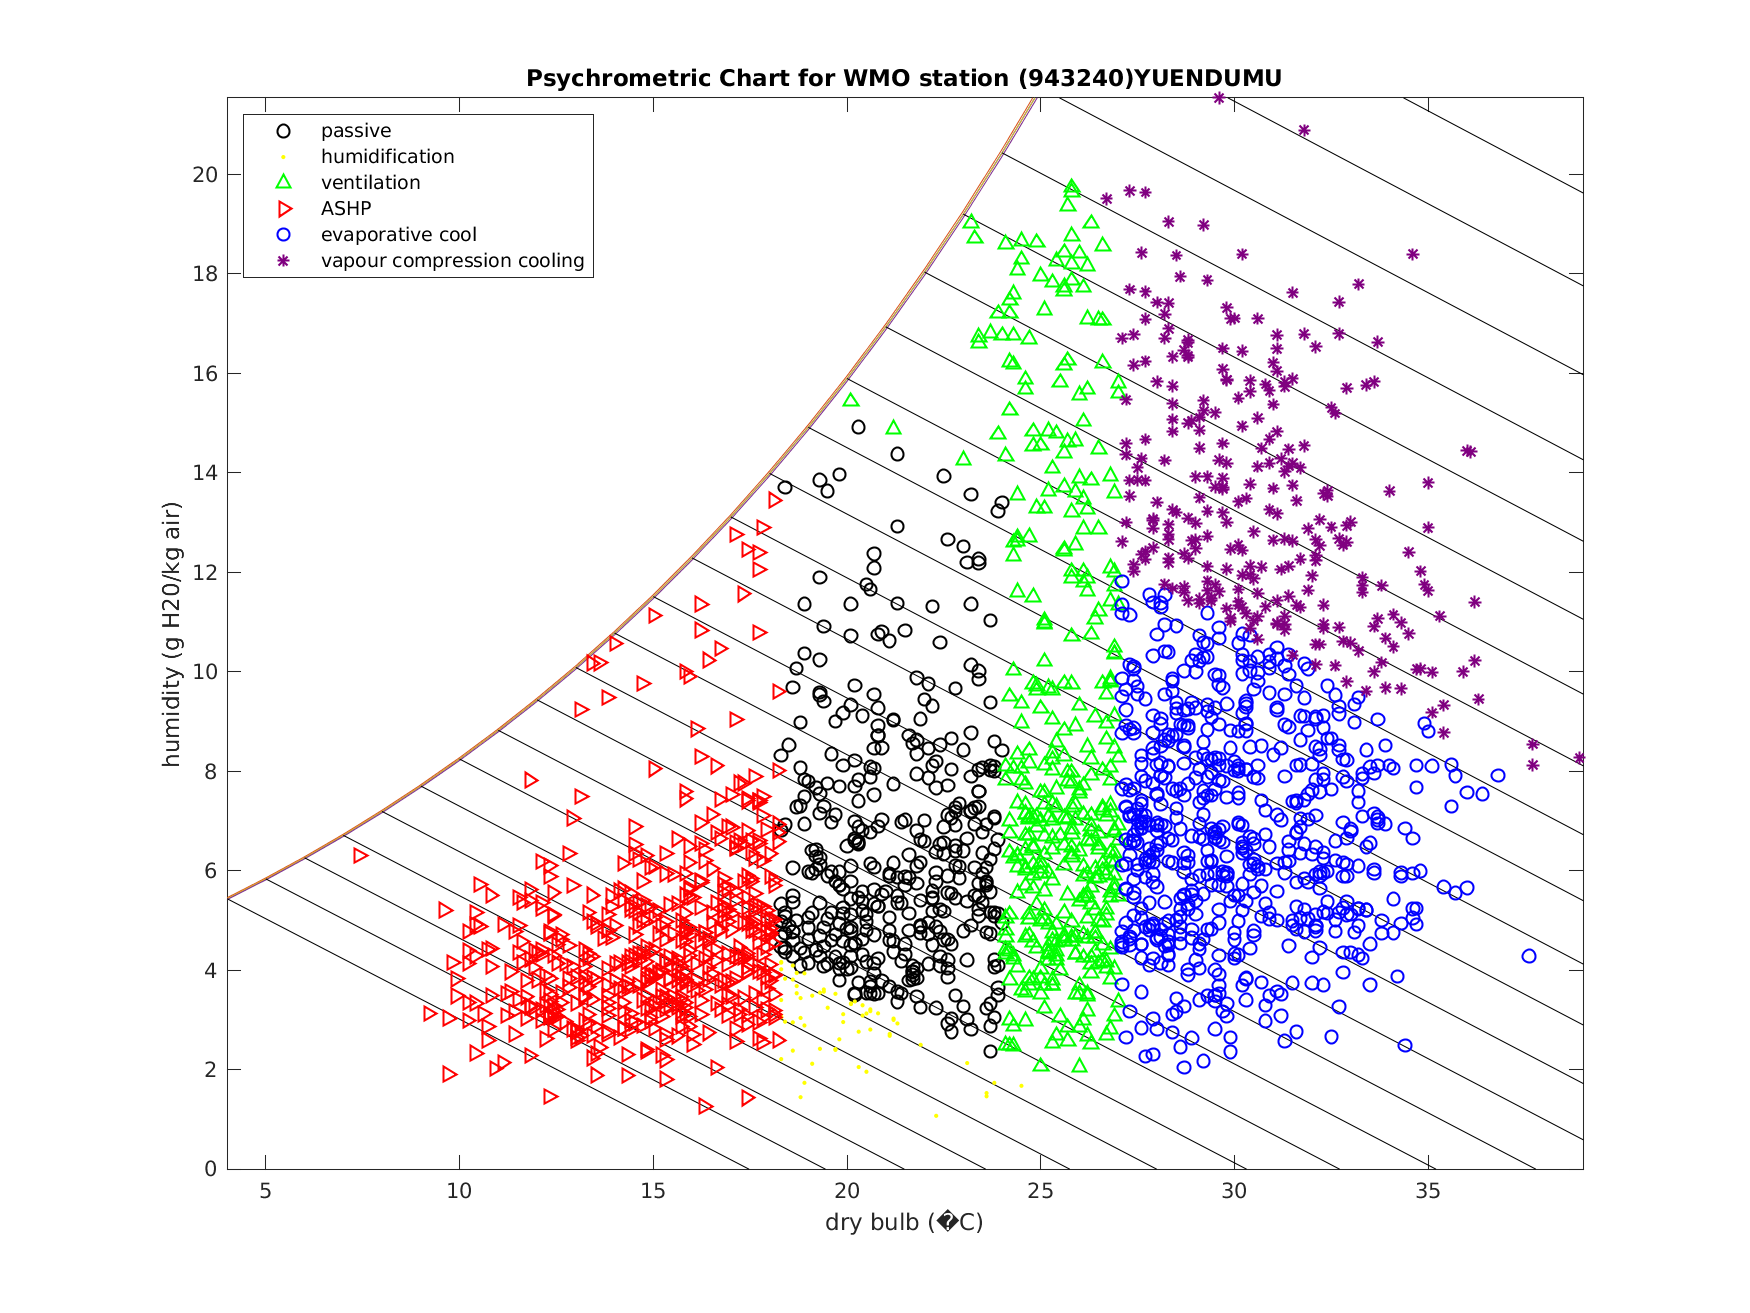 Psychrometric Chart for WMO station (943240)YUENDUMU
passive
humidification
ventilation
ASHP
evaporative cool
vapour compression cooling
humidity (g H20/kg air)
20
18
16
14
12
10
8
6
4
2
0
5 10 15 20 25 30 35
dry bulb (�C)